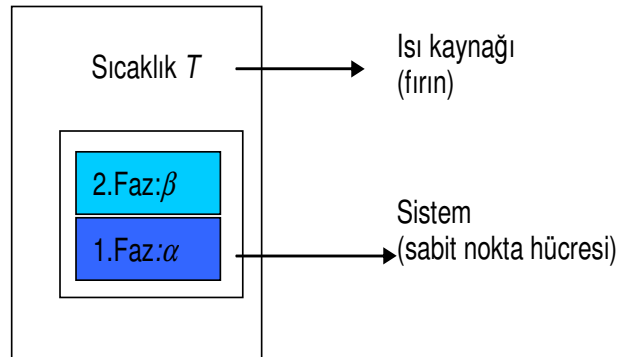 Sıcaklık T
Isı kaynağı
(fırın)
2.Faz:β
1.Faz:α
Sistem
(sabit nokta hücresi)